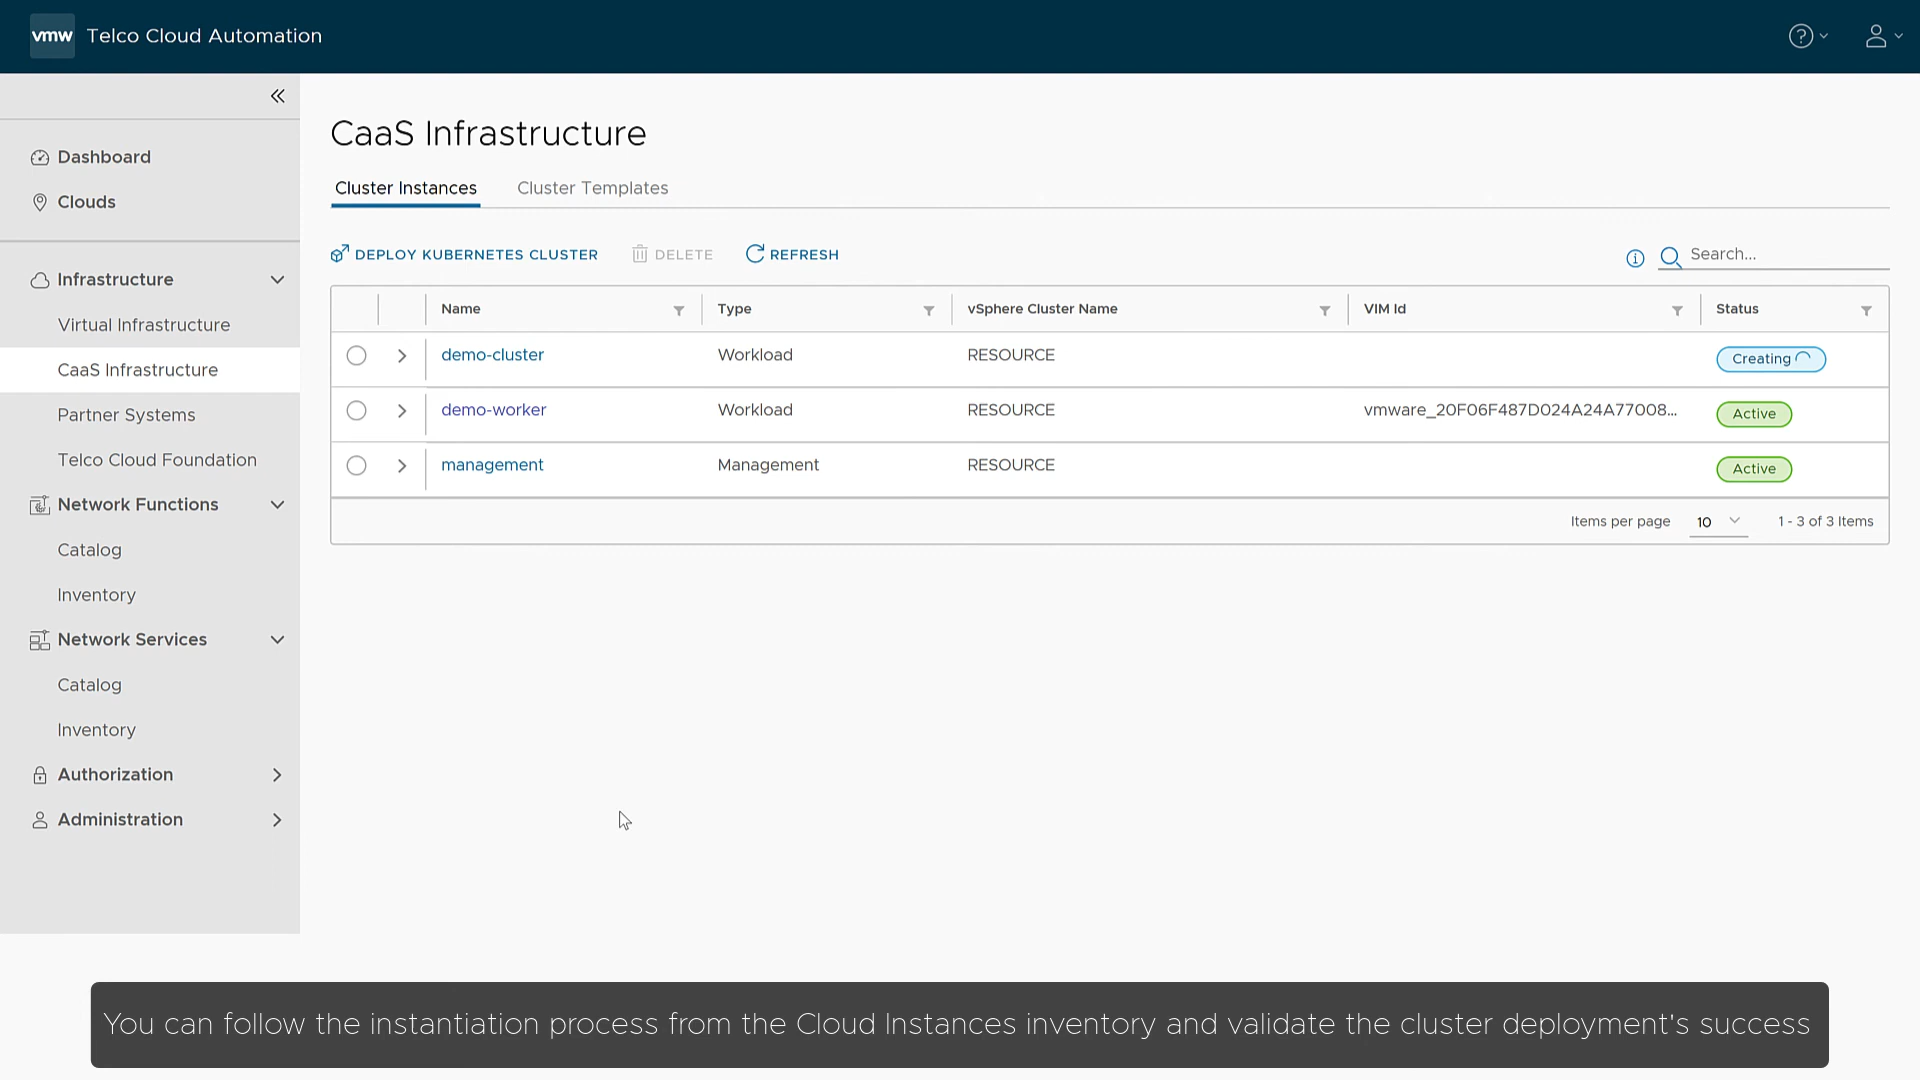 vmw Telco Cloud Automation
Dashboard
Clouds
Infrastructure
Virtual Infrastructure
CaaS Infrastructure
Partner Systems
Telco Cloud Foundation
Network Functions
Catalog
Inventory
Network Services
Catalog
Inventory
Authorization
Administration
CaaS Infrastructure
Cluster Instances Cluster Templates
DEPLOY KUBERNETES CLUSTER DELETE REFRESH Search...
Name Type vSphere Cluster Name VIM Id Status
demo-cluster Workload RESOURCE Creating
demo-worker Workload RESOURCE vmware_20F06F487D024A24A77008... Active
management Management RESOURCE Active
Items per page 10 1 - 3 of 3 Items
You can follow the instantiation process from the Cloud Instances inventory and validate the cluster deployment's success